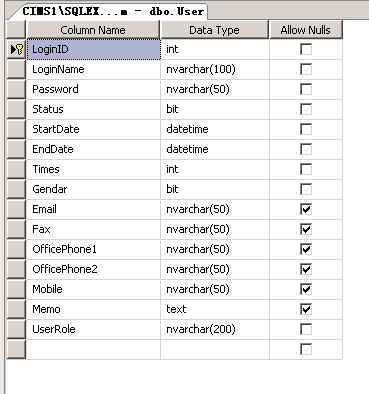 CIMS1\SQLEX...m - dbo.User
Column Name Data Type Allow Nulls
LoginID int
LoginName nvarchar(100)
Password nvarchar(50)
Status bit
StartDate datetime
EndDate datetime
Times int
Gendar bit
Email nvarchar(50)
Fax nvarchar(50)
OfficePhone1 nvarchar(50)
OfficePhone2 nvarchar(50)
Mobile nvarchar(50)
Memo text
UserRole nvarchar(200)